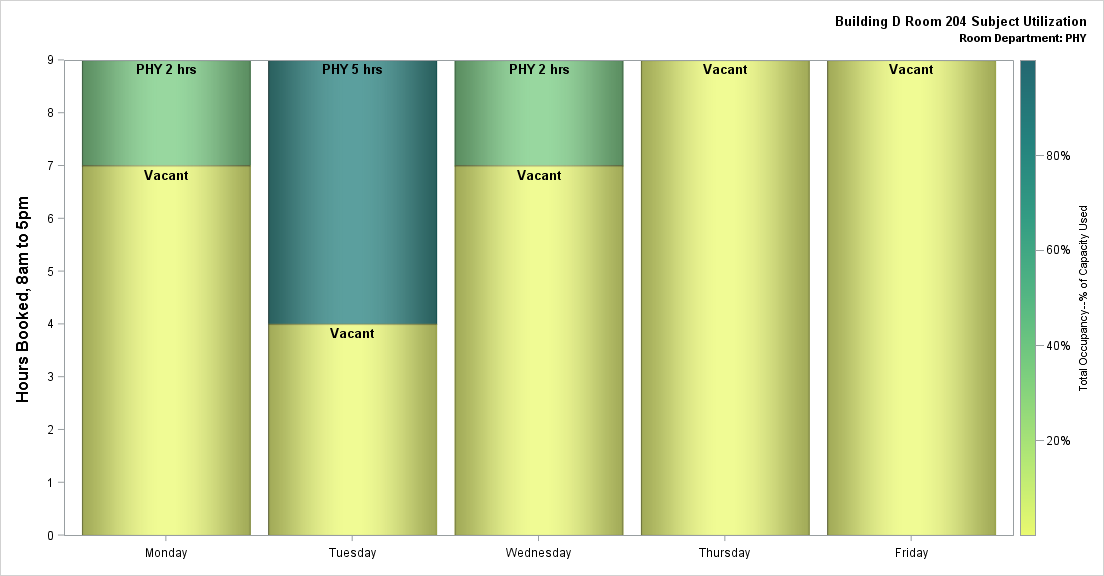 Building D Room 204 Subject Utilization
Room Department: PHY
Hours Booked, 8am to 5pm
9
8
7
6
5
4
3
2
1
0
PHY 2 hrs
Vacant
PHY 5 hrs
Vacant
PHY 2 hrs
Vacant
Vacant
Vacant
Monday
Tuesday
Wednesday
Thursday
Friday
80%
60%
40%
20%
Total Occupancy--% of Capacity Used